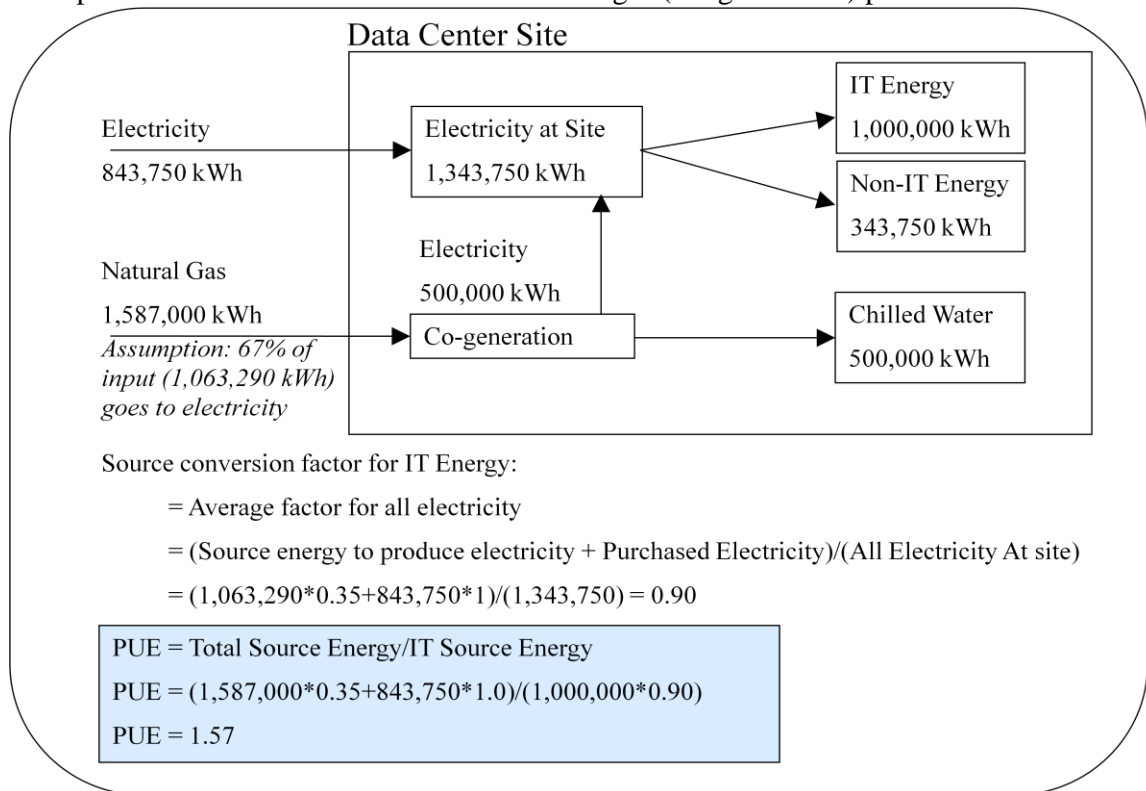 Data Center Site
Electricity
843,750 kWh
Electricity at Site
1,343,750 kWh
IT Energy
1,000,000 kWh
Non-IT Energy
343,750 kWh
Electricity
500,000 kWh
Natural Gas
1,587,000 kWh
Assumption: 67% of
input (1,063,290 kWh)
goes to electricity
Co-generation
Chilled Water
500,000 kWh
Source conversion factor for IT Energy:
= Average factor for all electricity
= (Source energy to produce electricity + Purchased Electricity)/(All Electricity At site)
= (1,063,290*0.35+843,750*1)/(1,343,750) = 0.90
PUE = Total Source Energy/IT Source Energy
PUE = (1,587,000*0.35+843,750*1.0)/(1,000,000*0.90)
PUE = 1.57